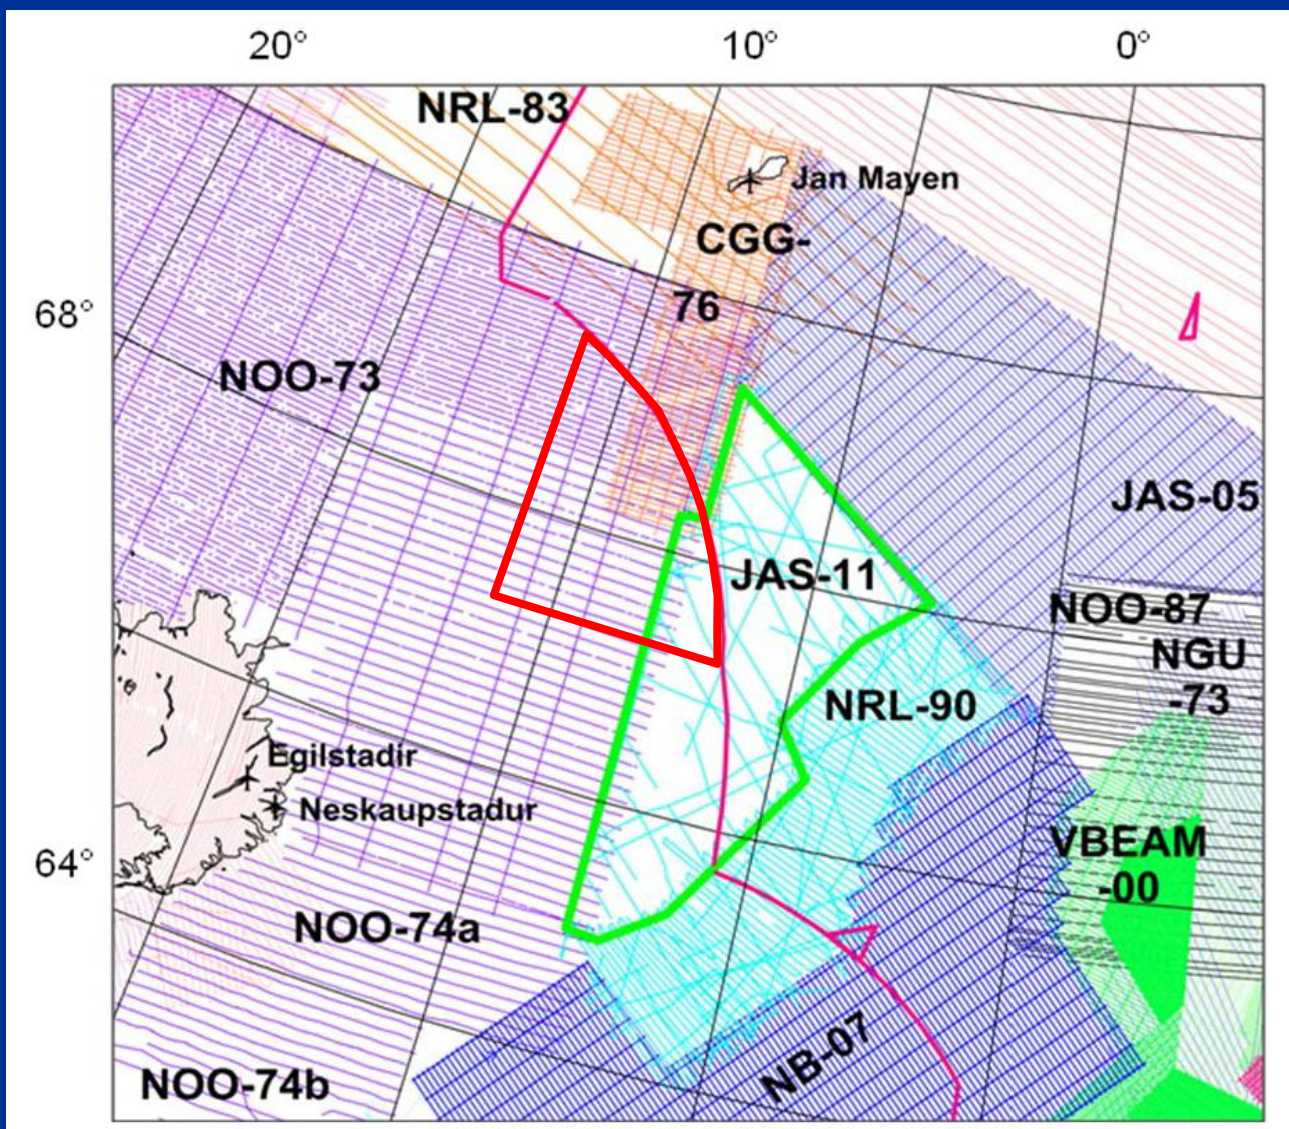 20° 10° 0°
NRL-83
Jan Mayen
CGG-
76
68°
NOO-73
JAS-05
JAS-11
NOO-87
NGU
-73
NRL-90
Egilstadir
Neskaupstadur
64°
VBEAM
-00
NOO-74a
NB-07
NOO-74b